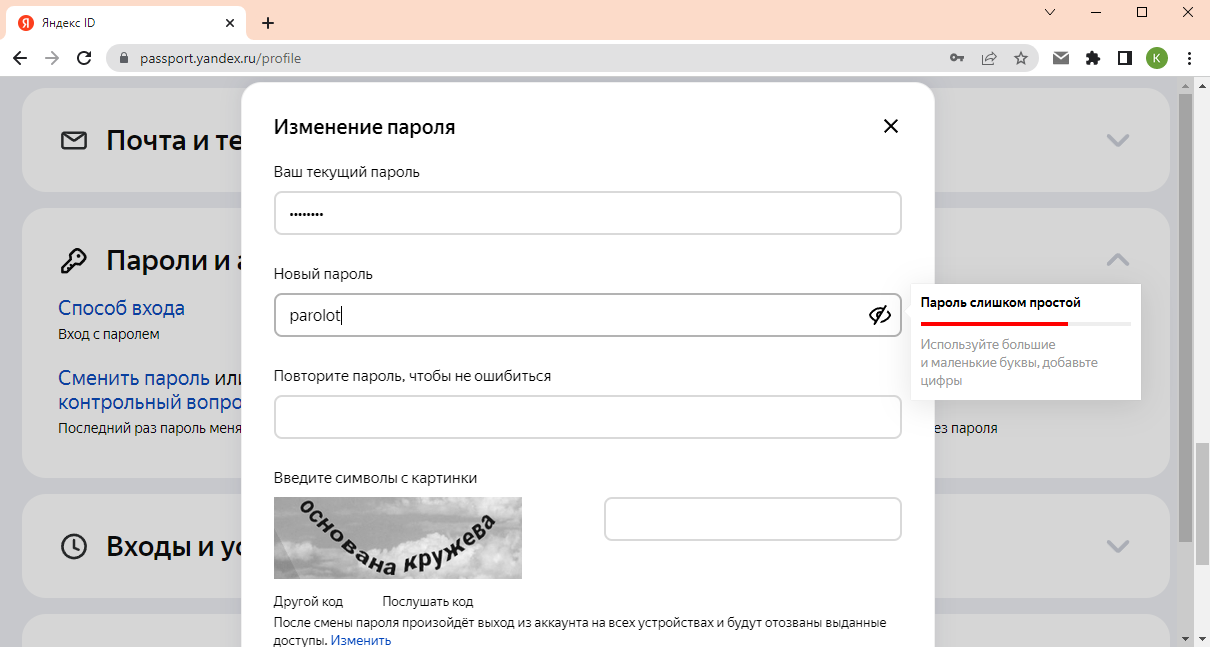 Яндекс ID
passport.yandex.ru/profile
K
Почта и те
Изменение пароля
Ваш текущий пароль
••••••••
Пароли и а
Новый пароль
Способ входа
parolot
Пароль слишком простой
Вход с паролем
Используйте большие
и маленькие буквы, добавьте
цифры
Сменить пароль или
Повторите пароль, чтобы не ошибиться
контрольный вопро
Последний раз пароль меня
ез пароля
Введите символы с картинки
основана кружева
Входы и ус
Другой код
Послушать код
После смены пароля произойдёт выход из аккаунта на всех устройствах и будут отозваны выданные
доступы. Изменить